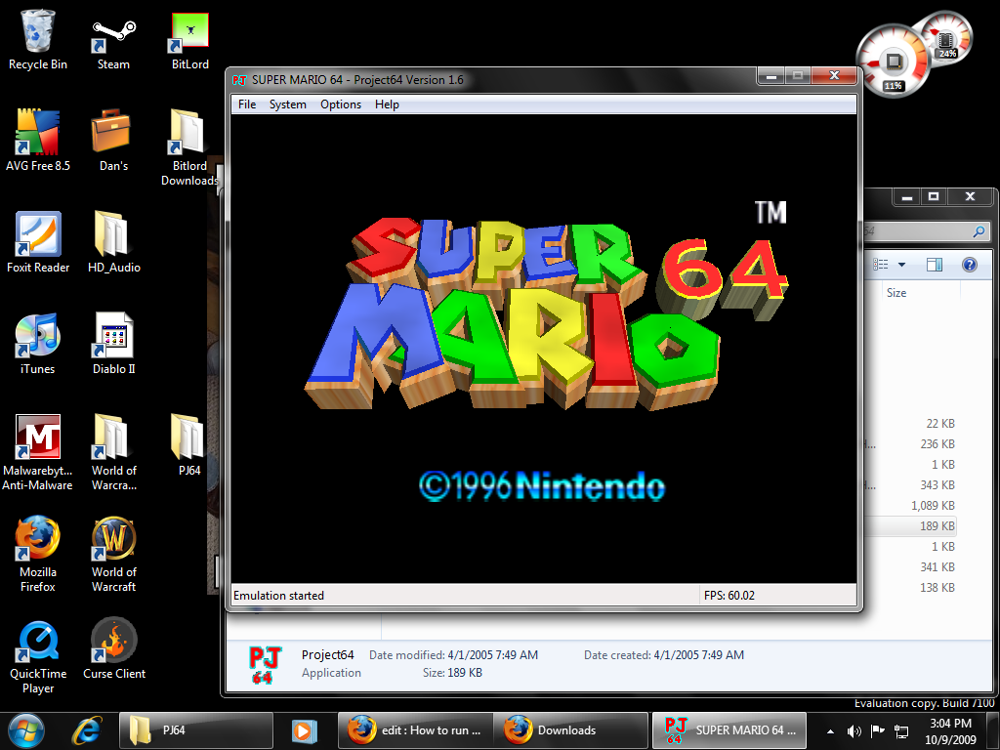 Recycle Bin
Steam
BitLord
AVG Free 8.5
Dan's
Bitlord
Downloads
Foxit Reader
HD_Audio
iTunes
Diablo II
Malwarebyt...
Anti-Malware
World of
Warcra...
PJ64
Mozilla
Firefox
World of
Warcraft
QuickTime
Player
Curse Client
11%
24%
PJ SUPER MARIO 64 - Project64 Version 1.6
File System Options Help
TM
SUPER
MARIO 64
©1996 Nintendo
Emulation started
FPS: 60.02
64
Size
22 KB
236 KB
1 KB
343 KB
1,089 KB
189 KB
1 KB
341 KB
138 KB
PJ
64
Project64 Date modified: 4/1/2005 7:49 AM Date created: 4/1/2005 7:49 AM
Application Size: 189 KB
Evaluation copy. Build 7100
PJ64
edit : How to run ...
Downloads
PJ
64
SUPER MARIO 64 ...
3:04 PM
10/9/2009